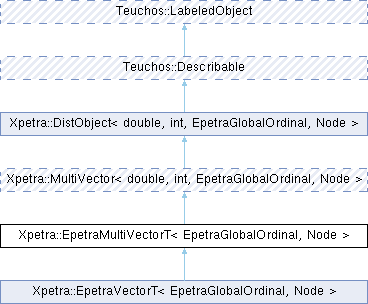 Teuchos::LabeledObject
Teuchos::Describable
Xpetra::DistObject< double, int, EpetraGlobalOrdinal, Node >
Xpetra::MultiVector< double, int, EpetraGlobalOrdinal, Node >
Xpetra::EpetraMultiVectorT< EpetraGlobalOrdinal, Node >
Xpetra::EpetraVectorT< EpetraGlobalOrdinal, Node >